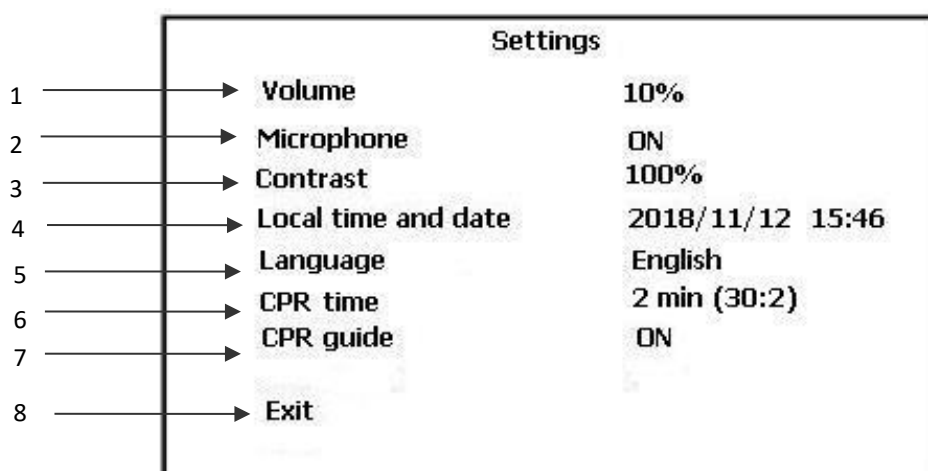 Settings
1 Volume 10%
2 Microphone ON
3 Contrast 100%
4 Local time and date 2018/11/12 15:46
5 Language English
6 CPR time 2 min (30:2)
7 CPR guide ON
8 Exit